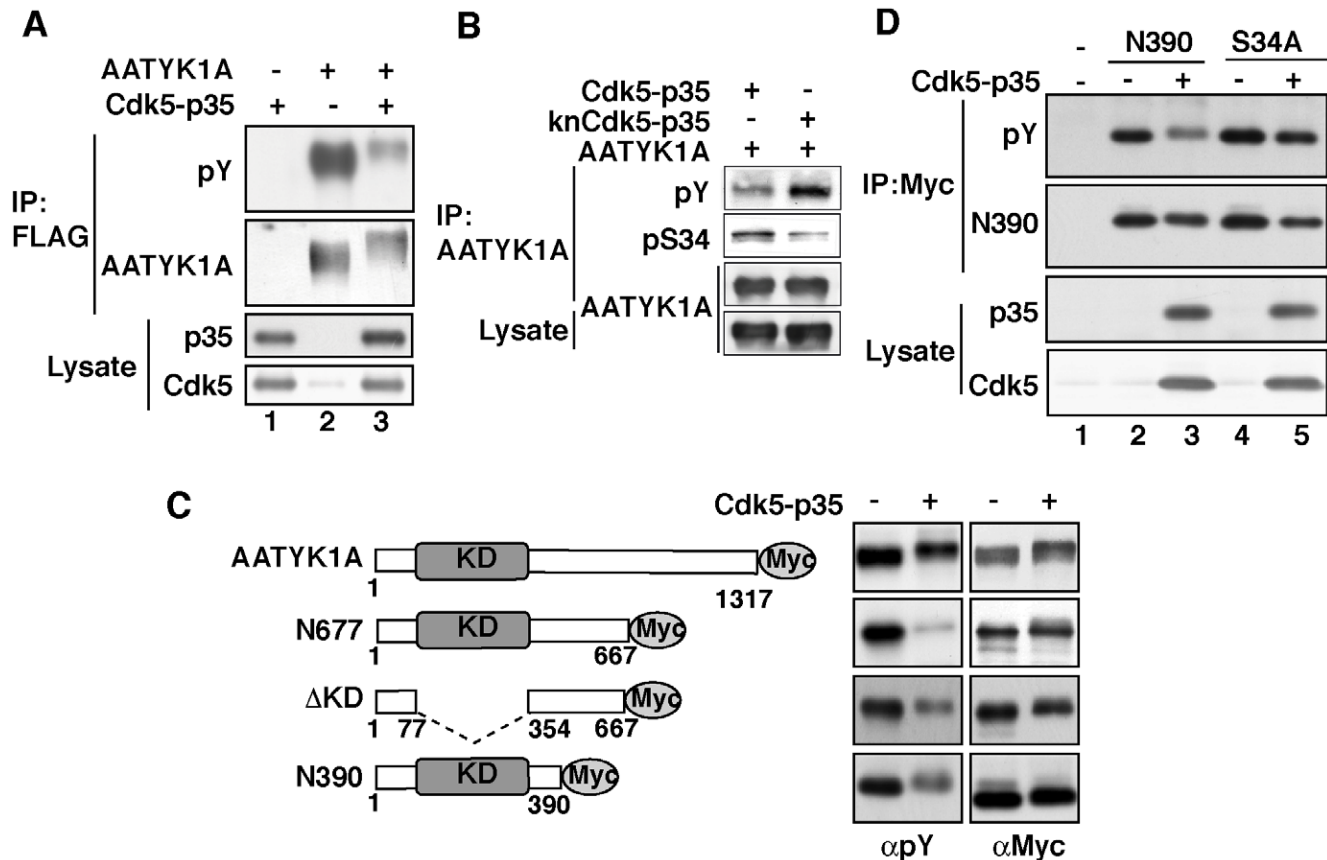 A
AATYK1A - + +
Cdk5-p35 + - +
IP: FLAG
pY
AATYK1A
Lysate
p35
Cdk5
1 2 3
B
Cdk5-p35 + -
knCdk5-p35 - +
AATYK1A + +
IP: AATYK1A
pY
pS34
AATYK1A
Lysate
D
- N390 S34A
Cdk5-p35 - - + - +
IP:Myc
pY
N390
Lysate
p35
Cdk5
1 2 3 4 5
C
Cdk5-p35 - + - +
AATYK1A KD Myc
1 1317
N677 KD Myc
1 667
ΔKD Myc
1 77 354 667
N390 KD Myc
1 390
αpY αMyc